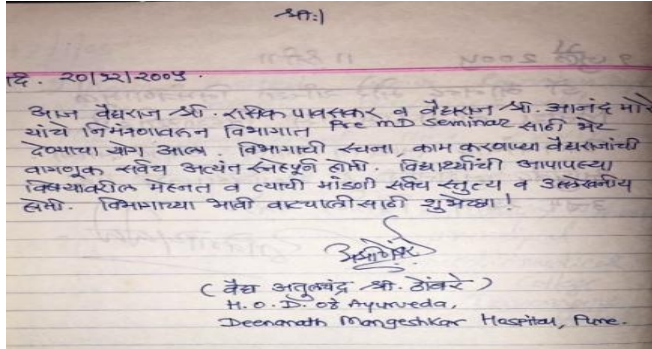 श्रीः।
दि. २०/१२/२००५.
आज वैद्यराज श्री. रसिक पावसकर व वैद्यराज श्री. आनंद मोरे
यांचे निमंत्रणावरून विभागात Pre MD Seminar साठी भेट
देण्याचा योग आला. विभागाची रचना, काम करणाऱ्या वैद्यराजांची
वागणूक सर्वच अत्यंत स्नेहपूर्ण होती. विद्यार्थ्यांची आपापल्या
विषयावरील मेहनत व त्याची मांडणी सर्वच स्तुत्य व उल्लेखनीय
होती. विभागाच्या भावी वाटचालीसाठी शुभेच्छा!
(वैद्य अतुलचंद्र श्री. ठोंबरे)
H.O.D. of Ayurveda,
Deenanath Mangeshkar Hospital, Pune.